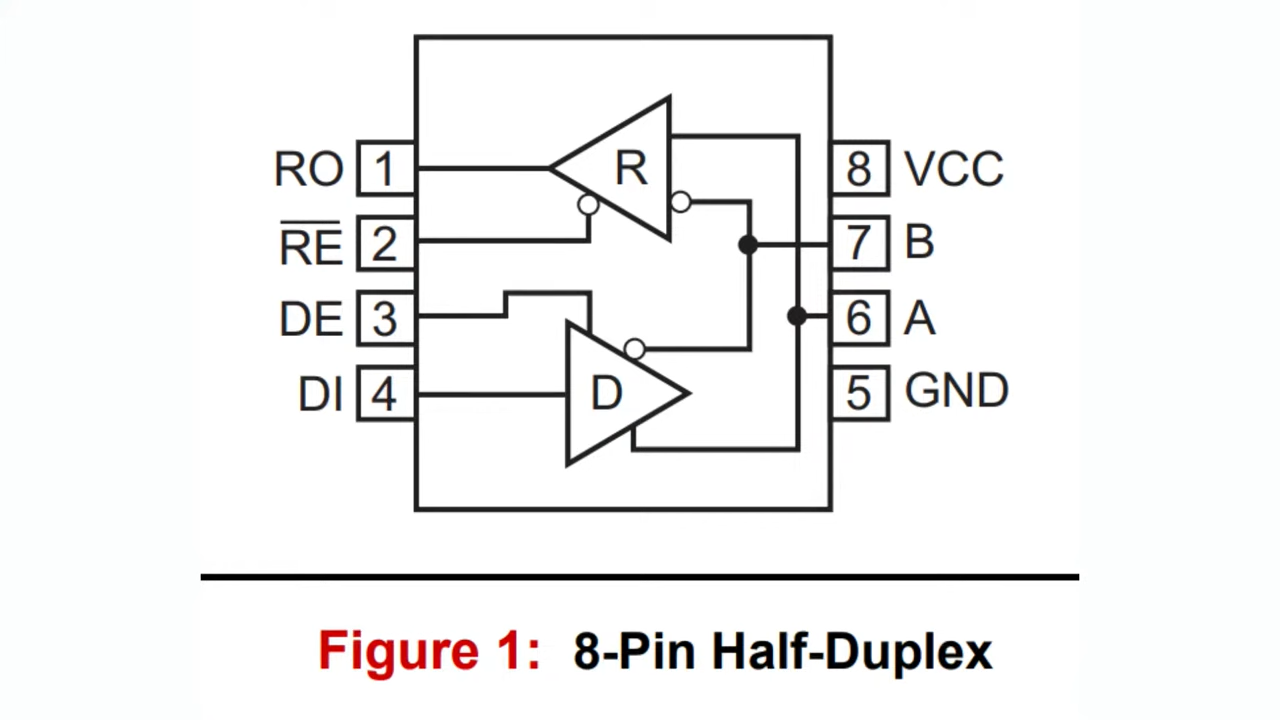 R
RO 1
8 VCC
R̅E̅ 2
7 B
DE 3
6 A
DI 4
D
5 GND
Figure 1: 8-Pin Half-Duplex